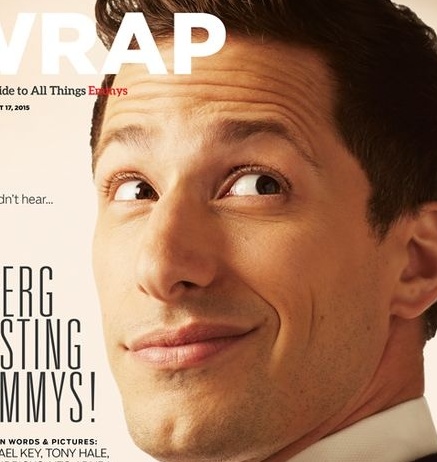 WRAP
ide to All Things Emmys
T 17, 2015
dn't hear...
ERG
STING
MMYS!
N WORDS & PICTURES:
AEL KEY, TONY HALE,